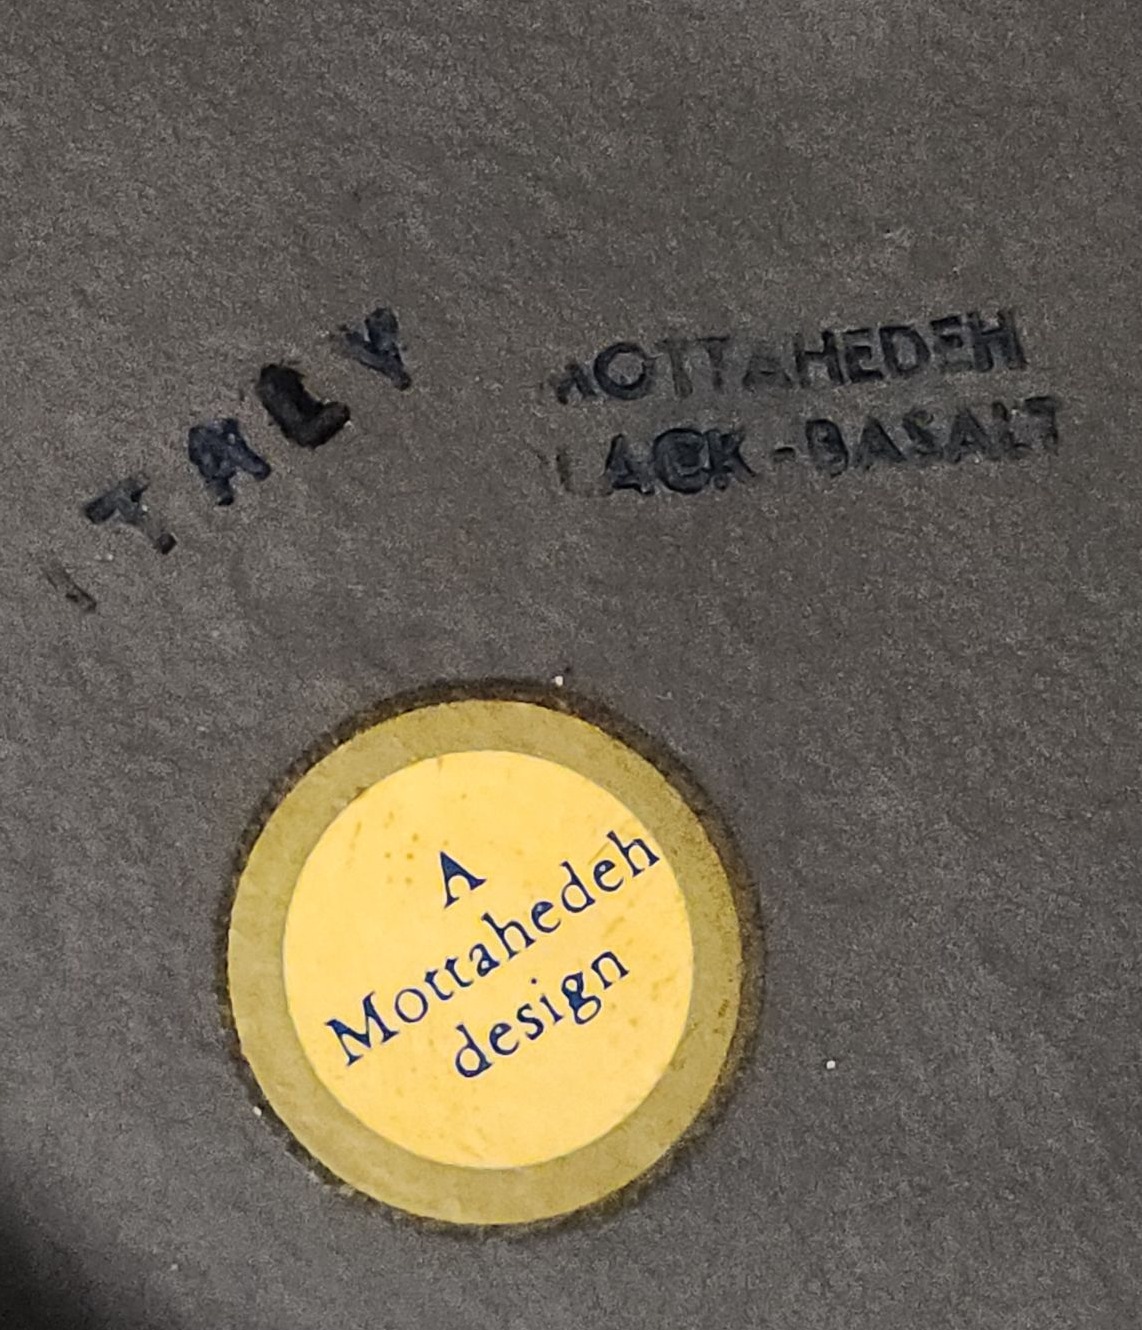 ITALY
MOTTAHEDEH
LACK-BASALT
A
Mottahedeh
design